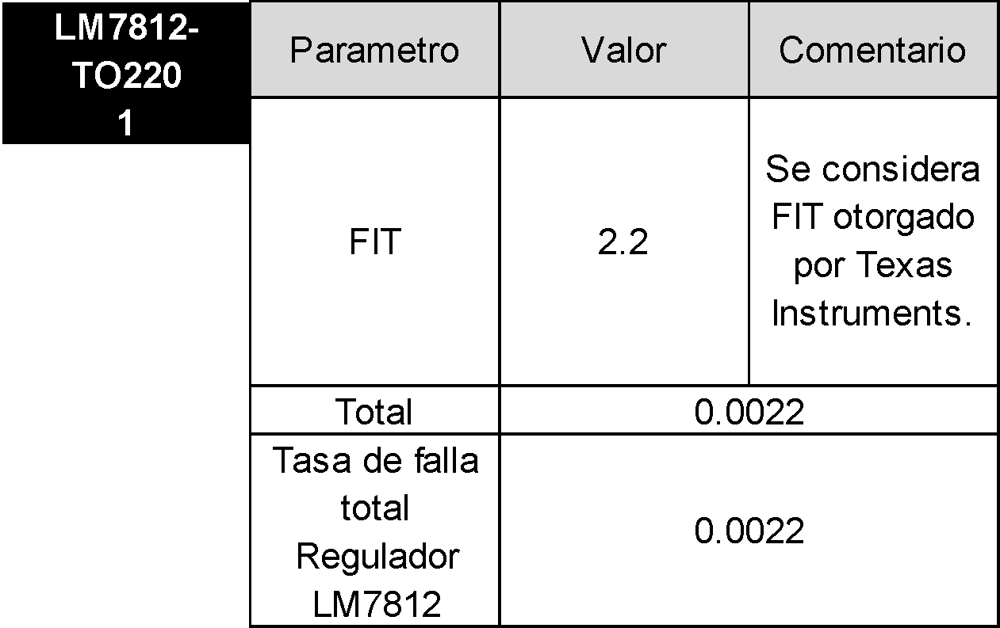 LM7812-
TO220
1
Parametro
Valor
Comentario
FIT
2.2
Se considera
FIT otorgado
por Texas
Instruments.
Total
0.0022
Tasa de falla
total
Regulador
LM7812
0.0022